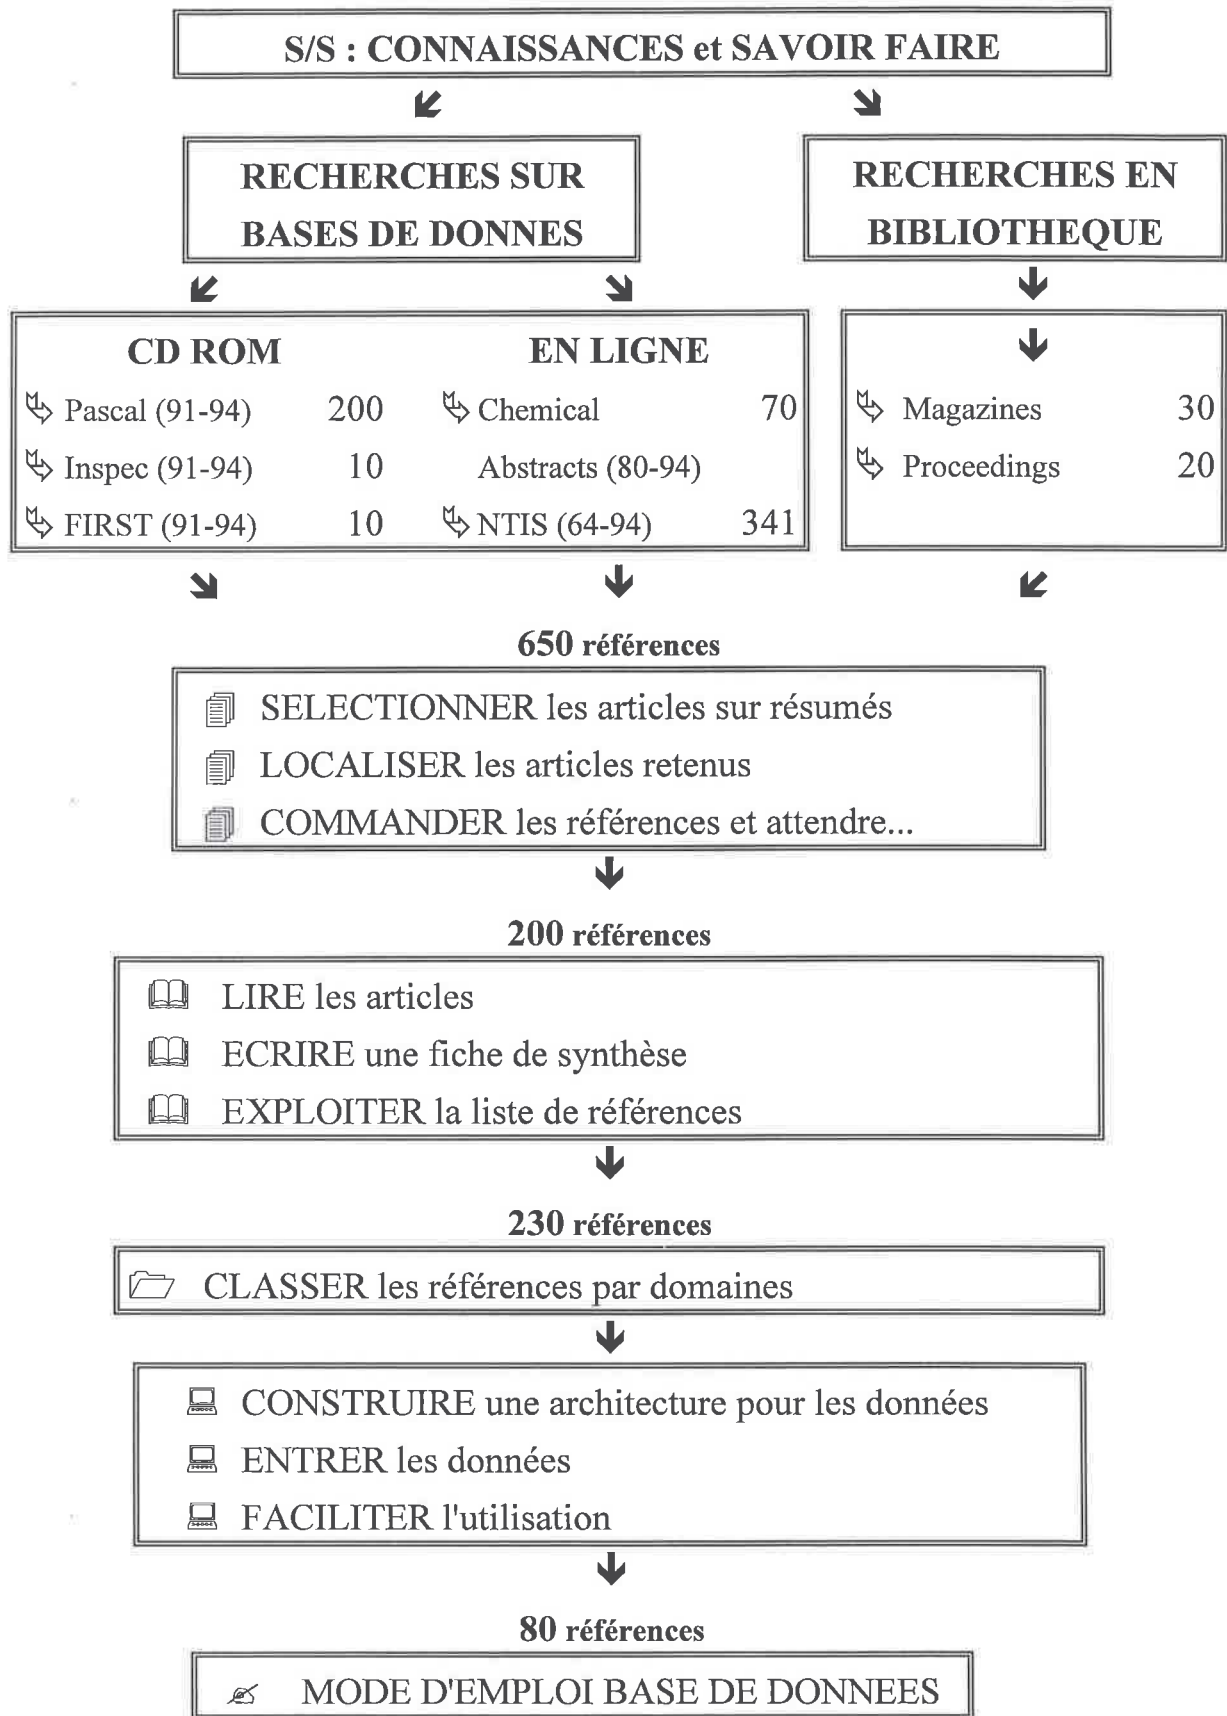 S/S : CONNAISSANCES et SAVOIR FAIRE
RECHERCHES SUR
BASES DE DONNES
RECHERCHES EN
BIBLIOTHEQUE
CD ROM
Pascal (91-94) 200
Inspec (91-94) 10
FIRST (91-94) 10
EN LIGNE
Chemical 70
Abstracts (80-94)
NTIS (64-94) 341
Magazines 30
Proceedings 20
650 références
SELECTIONNER les articles sur résumés
LOCALISER les articles retenus
COMMANDER les références et attendre...
200 références
LIRE les articles
ECRIRE une fiche de synthèse
EXPLOITER la liste de références
230 références
CLASSER les références par domaines
CONSTRUIRE une architecture pour les données
ENTRER les données
FACILITER l'utilisation
80 références
MODE D'EMPLOI BASE DE DONNEES